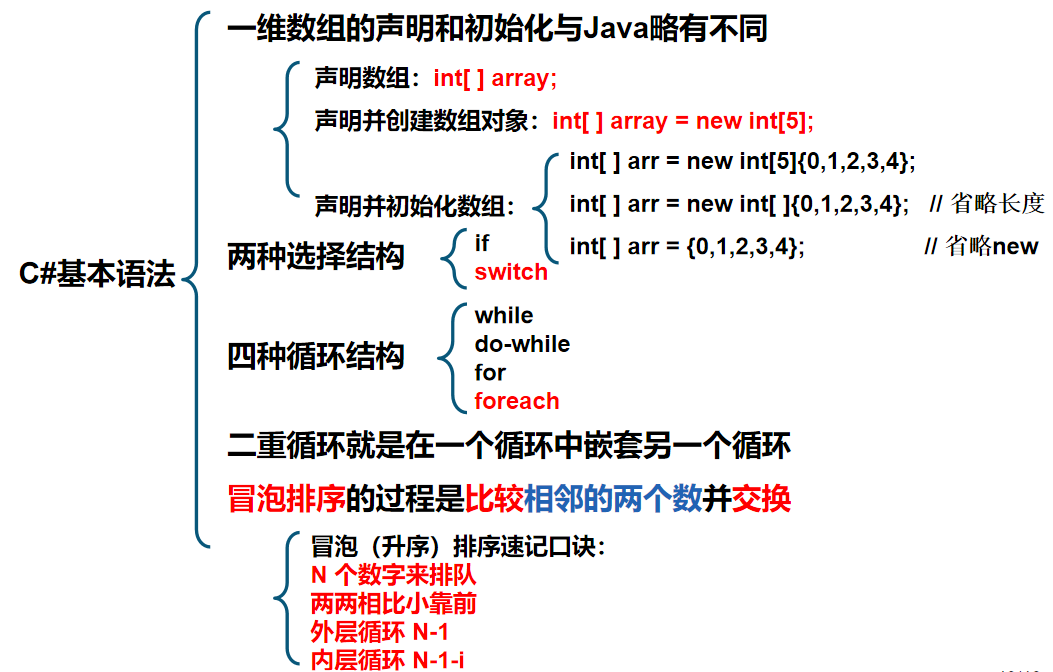 一维数组的声明和初始化与Java略有不同
声明数组：int[ ] array;
声明并创建数组对象：int[ ] array = new int[5];
声明并初始化数组：
int[ ] arr = new int[5]{0,1,2,3,4};
int[ ] arr = new int[ ]{0,1,2,3,4}; // 省略长度
int[ ] arr = {0,1,2,3,4}; // 省略new
C#基本语法
两种选择结构
if
switch
四种循环结构
while
do-while
for
foreach
二重循环就是在一个循环中嵌套另一个循环
冒泡排序的过程是比较相邻的两个数并交换
冒泡（升序）排序速记口诀：
N 个数字来排队
两两相比小靠前
外层循环 N-1
内层循环 N-1-i